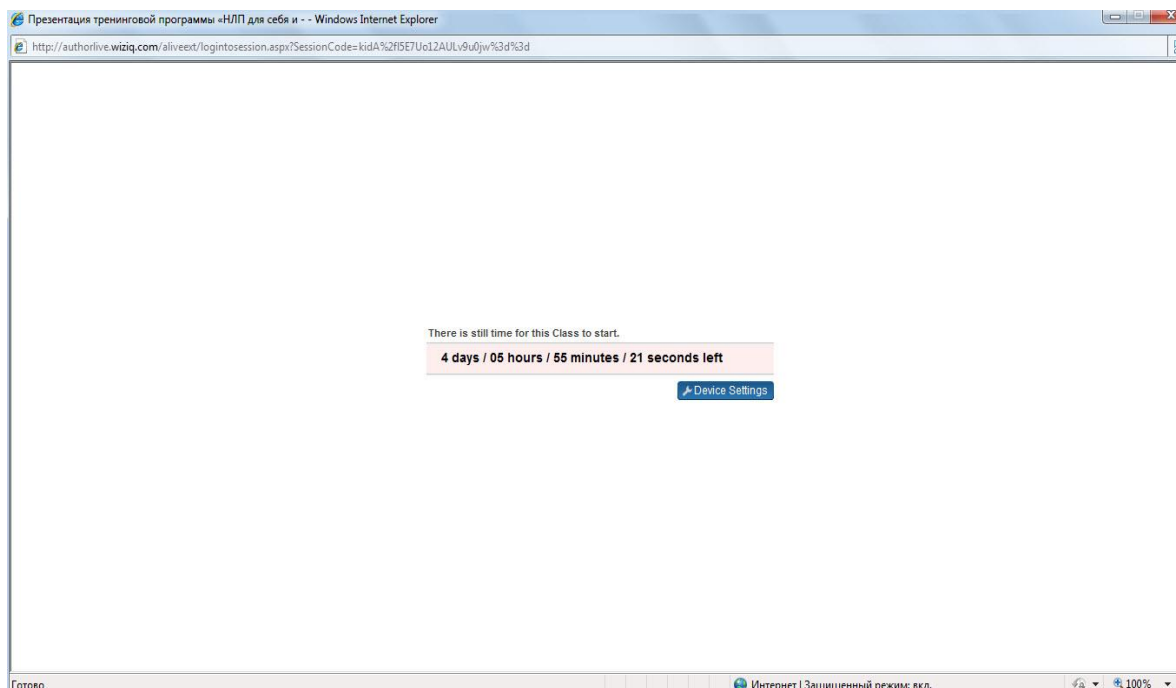 Презентация тренинговой программы «НЛП для себя и - - Windows Internet Explorer
http://authorlive.wiziq.com/aliveext/logintosession.aspx?SessionCode=kidA%2fI5E7Uo12AULv9u0jw%3d%3d
There is still time for this Class to start.
4 days / 05 hours / 55 minutes / 21 seconds left
Device Settings
Готово
Интернет | Защищенный режим: вкл.
100%